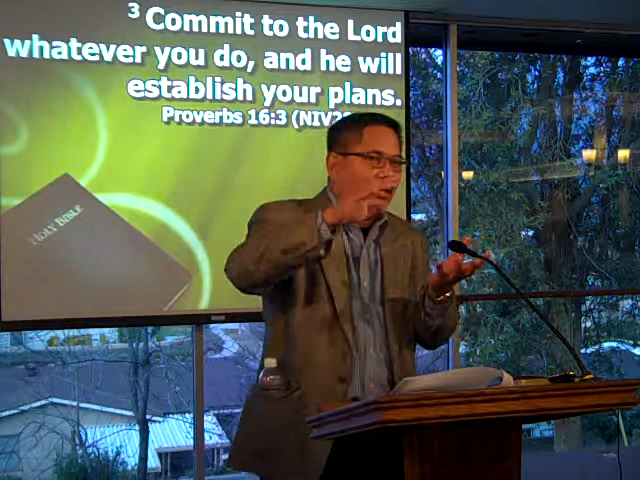 3 Commit to the Lord
whatever you do, and he will
establish your plans.
Proverbs 16:3
HOLY BIBLE